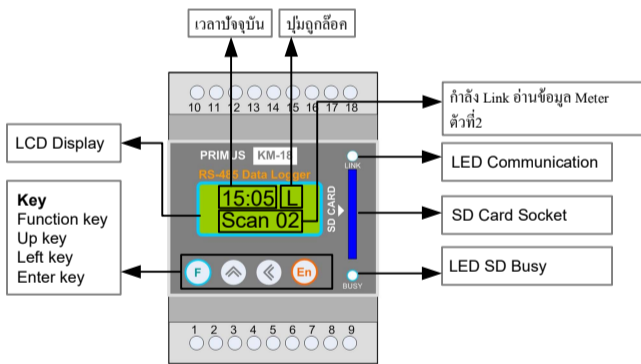 เวลาปัจจุบัน
ปุ่มถูกล๊อค
10 11 12 13 14 15 16 17 18
กำลัง Link อ่านข้อมูล Meter
ตัวที่2
LCD Display
PRIMUS KM-18
LINK
LED Communication
RS-485 Data Logger
15:05 L
Scan 02
SD CARD
SD Card Socket
Key
Function key
Up key
Left key
Enter key
F
En
BUSY
LED SD Busy
1 2 3 4 5 6 7 8 9